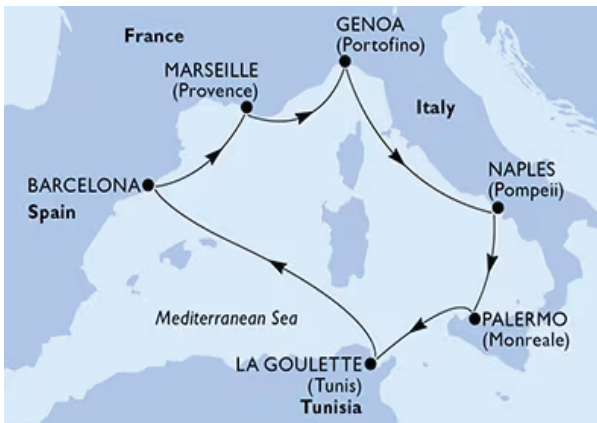 GENOA
(Portofino)
France
MARSEILLE
(Provence)
Italy
NAPLES
(Pompeii)
BARCELONA
Spain
Mediterranean Sea
PALERMO
(Monreale)
LA GOULETTE
(Tunis)
Tunisia